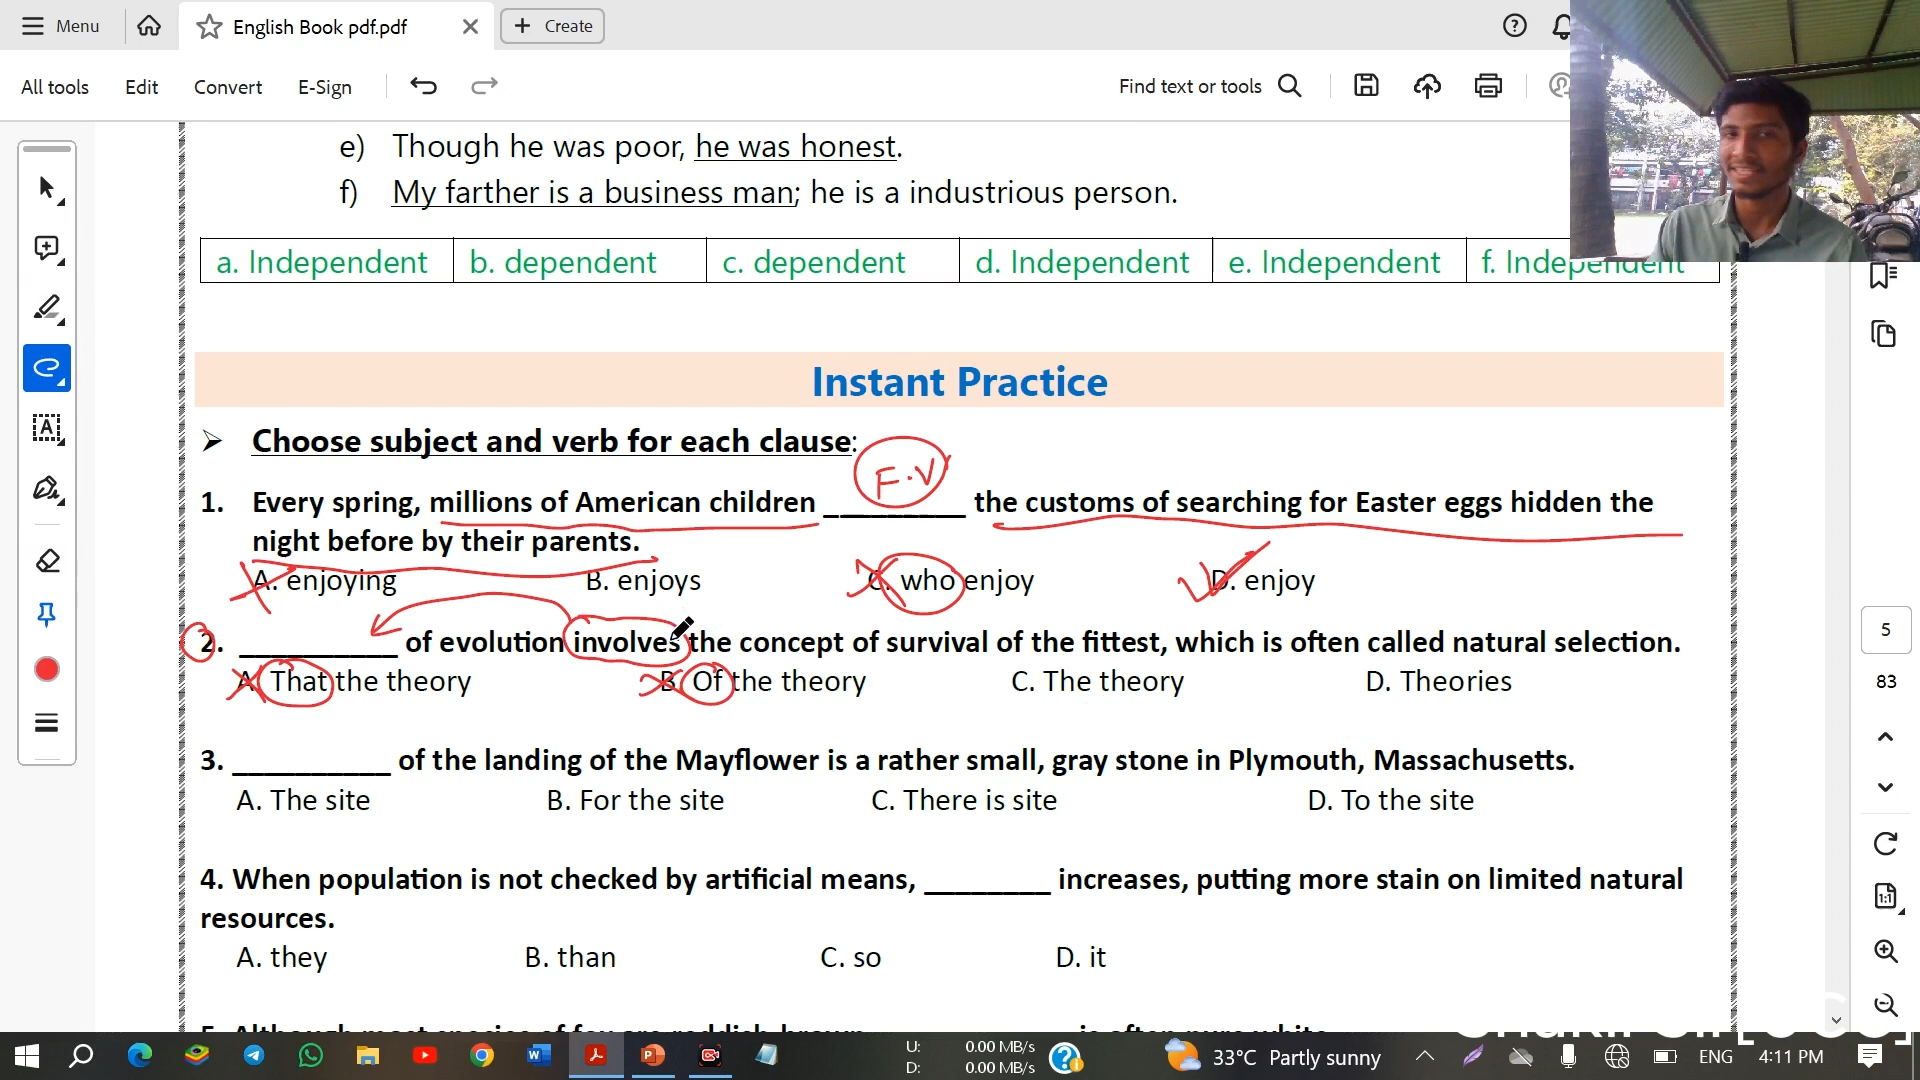 Menu English Book pdf.pdf Create
All tools Edit Convert E-Sign Find text or tools
e) Though he was poor, he was honest.
f) My farther is a business man; he is a industrious person.
a. Independent b. dependent c. dependent d. Independent e. Independent f. Independent
Instant Practice
Choose subject and verb for each clause:
F.V
1. Every spring, millions of American children __________ the customs of searching for Easter eggs hidden the
night before by their parents.
A. enjoying B. enjoys C. who enjoy D. enjoy
2. __________ of evolution involves the concept of survival of the fittest, which is often called natural selection.
A. That the theory B. Of the theory C. The theory D. Theories
3. __________ of the landing of the Mayflower is a rather small, gray stone in Plymouth, Massachusetts.
A. The site B. For the site C. There is site D. To the site
4. When population is not checked by artificial means, ________ increases, putting more stain on limited natural
resources.
A. they B. than C. so D. it
5
83
1:1
U: 0.00 MB/s
D: 0.00 MB/s
33°C Partly sunny ENG 4:11 PM